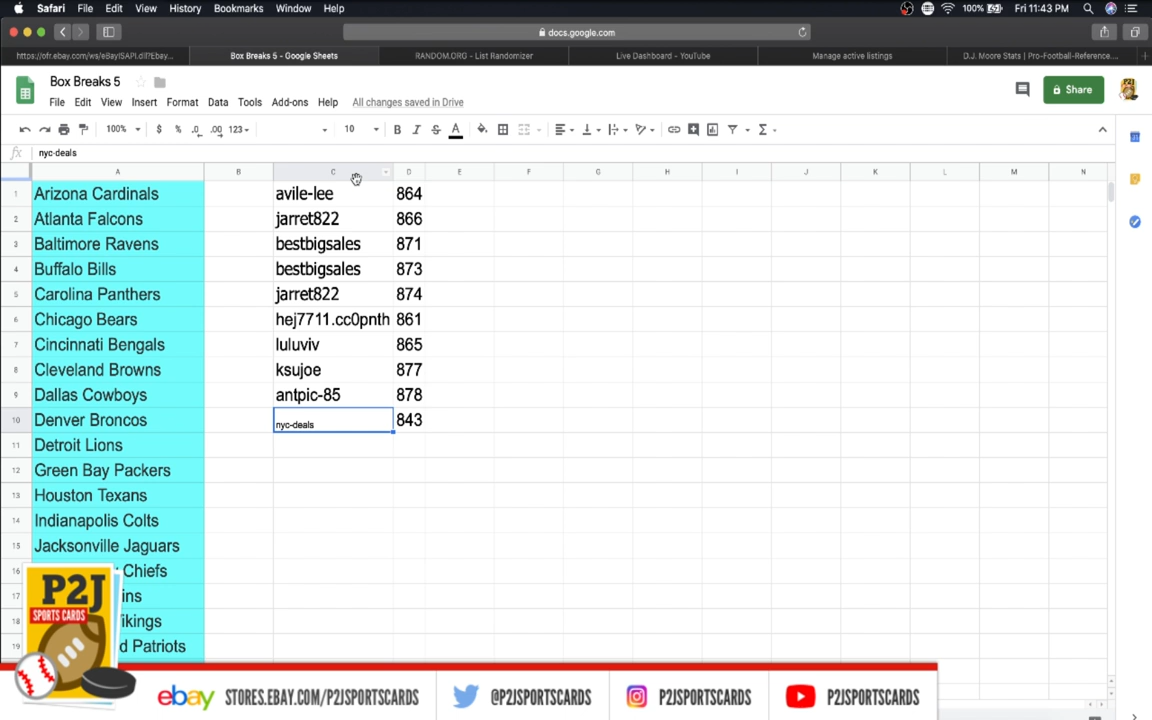 Safari File Edit View History Bookmarks Window Help 100% Fri 11:43 PM
docs.google.com
https://ofr.ebay.com/ws/eBayISAPI.dll?Ebay... Box Breaks 5 - Google Sheets RANDOM.ORG - List Randomizer Live Dashboard - YouTube Manage active listings D.J. Moore Stats | Pro-Football-Reference....
Box Breaks 5
File Edit View Insert Format Data Tools Add-ons Help All changes saved in Drive
Share
100% $ % .0 .00 123 10 B I S A
fx nyc-deals
A B C D E F G H I J K L M N
1 Arizona Cardinals avile-lee 864
2 Atlanta Falcons jarret822 866
3 Baltimore Ravens bestbigsales 871
4 Buffalo Bills bestbigsales 873
5 Carolina Panthers jarret822 874
6 Chicago Bears hej7711.cc0pnth 861
7 Cincinnati Bengals luluviv 865
8 Cleveland Browns ksujoe 877
9 Dallas Cowboys antpic-85 878
10 Denver Broncos nyc-deals 843
11 Detroit Lions
12 Green Bay Packers
13 Houston Texans
14 Indianapolis Colts
15 Jacksonville Jaguars
16 Chiefs
17 ins
18 ikings
19 d Patriots
P2J
SPORTS CARDS
ebay STORES.EBAY.COM/P2JSPORTSCARDS @P2JSPORTSCARDS P2JSPORTSCARDS P2JSPORTSCARDS